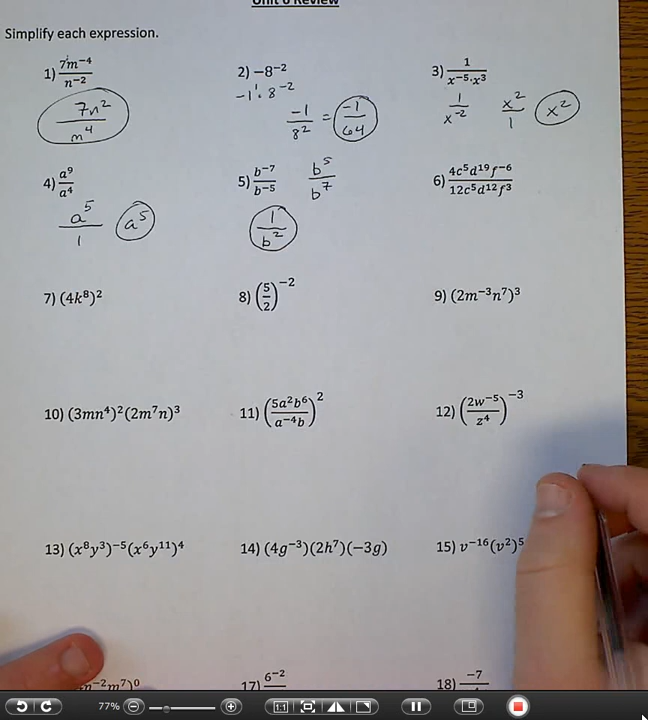 Unit 6 Review
Simplify each expression.
1) 7m⁻⁴/n⁻²
7n²/m⁴
2) −8⁻²
-1 · 8⁻²
-1/8² = -1/64
3) 1/x⁻⁵·x³
1/x⁻² x²/1 x²
4) a⁹/a⁴
a⁵/1 a⁵
5) b⁻⁷/b⁻⁵ b⁵/b⁷
1/b²
6) 4c⁵d¹⁹f⁻⁶/12c⁵d¹²f³
7) (4k⁸)²
8) (5/2)⁻²
9) (2m⁻³n⁷)³
10) (3mn⁴)²(2m⁷n)³
11) (5a²b⁶/a⁻⁴b)²
12) (2w⁻⁵/z⁴)⁻³
13) (x⁸y³)⁻⁵(x⁶y¹¹)⁴
14) (4g⁻³)(2h⁷)(−3g)
15) v⁻¹⁶(v²)⁵
⁻²m⁷)⁰
17) 6⁻²
18) −7
77%
1:1